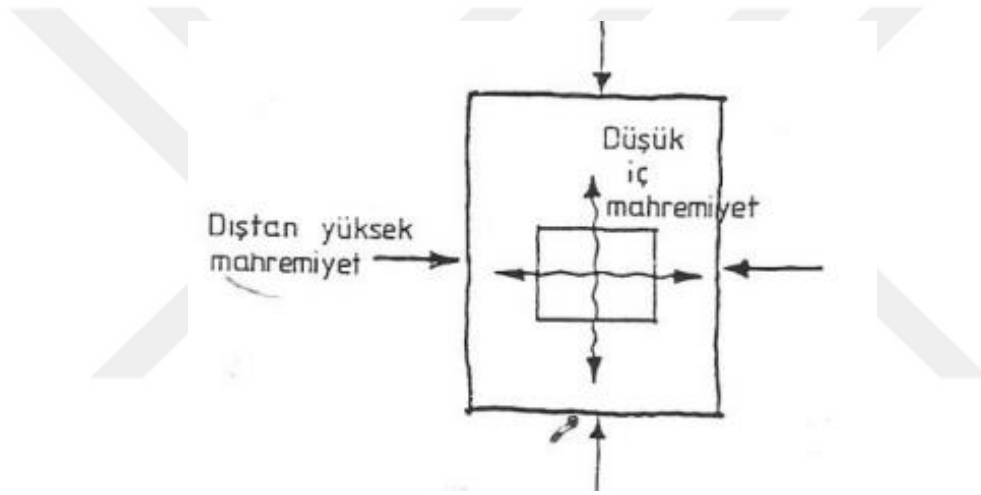 Düşük
iç
mahremiyet
Dıştan yüksek
mahremiyet